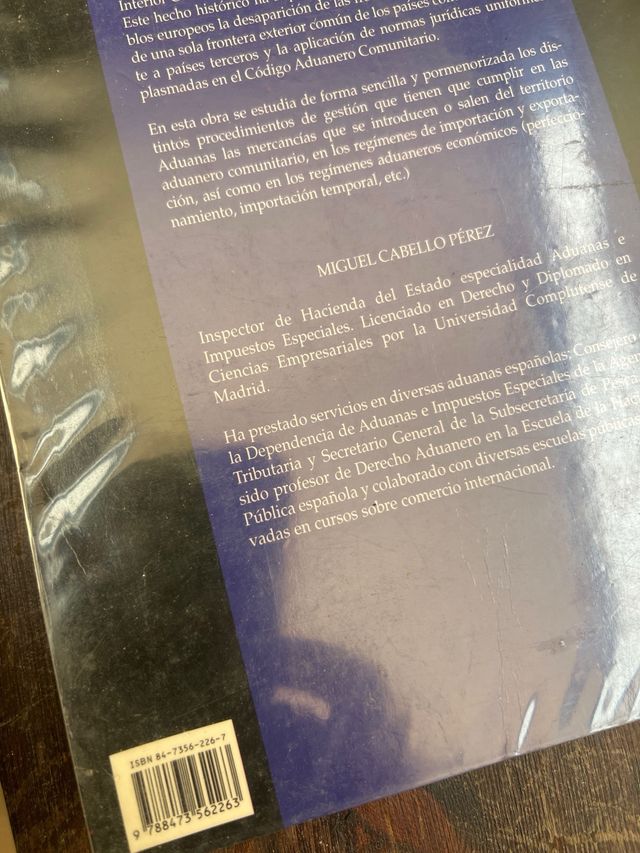 Interior
Este hecho histórico ha
blos europeos la desaparición de las
de una sola frontera exterior común de los países
te a países terceros y la aplicación de normas jurídicas uniformes
plasmadas en el Código Aduanero Comunitario.
En esta obra se estudia de forma sencilla y pormenorizada los dis-
tintos procedimientos de gestión que tienen que cumplir en las
Aduanas las mercancías que se introducen o salen del territorio
aduanero comunitario, en los regímenes de importación y exporta-
ción, así como en los regímenes aduaneros económicos (perfeccio-
namiento, importación temporal, etc.)
MIGUEL CABELLO PÉREZ
Inspector de Hacienda del Estado especialidad Aduanas e
Impuestos Especiales. Licenciado en Derecho y Diplomado en
Ciencias Empresariales por la Universidad Complutense de
Madrid.
Ha prestado servicios en diversas aduanas españolas: Consejero
la Dependencia de Aduanas e Impuestos Especiales de la
Tributaria y Secretario General de la Subsecretaria de
sido profesor de Derecho Aduanero en la Escuela de la
Pública española y colaborado con diversas escuelas
vadas en cursos sobre comercio internacional.
ISBN 84-7356-226-7
9 788473 562263